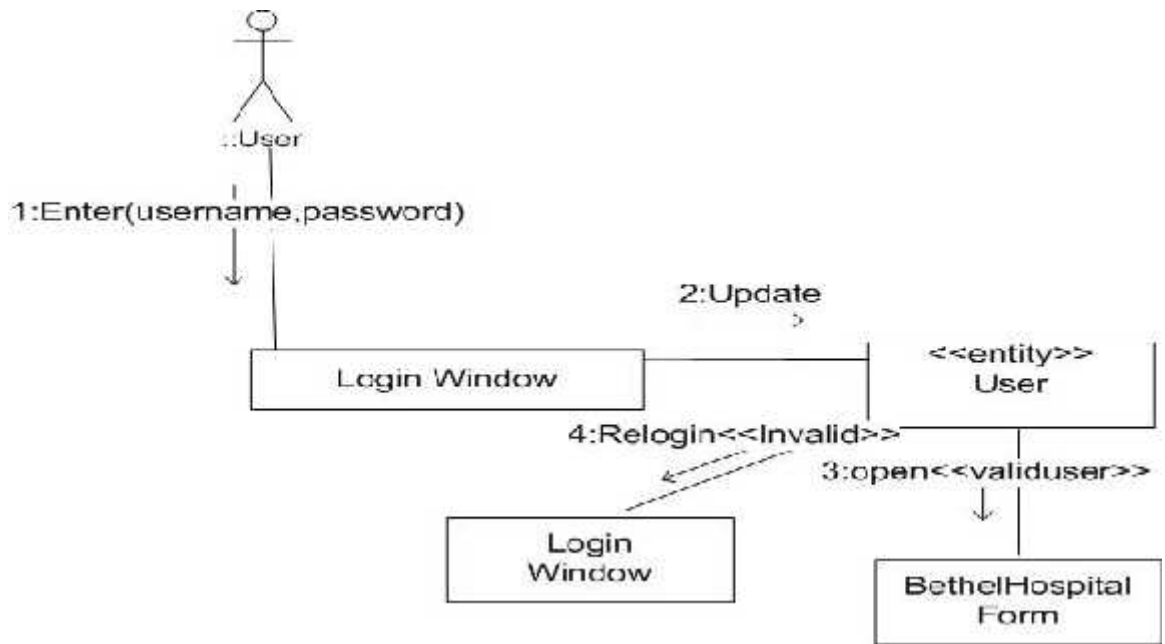 ::User
1:Enter(username,password)
2:Update
Login Window
<<entity>>
User
4:Relogin<<Invalid>>
3:open<<validuser>>
Login
Window
BethelHospital
Form